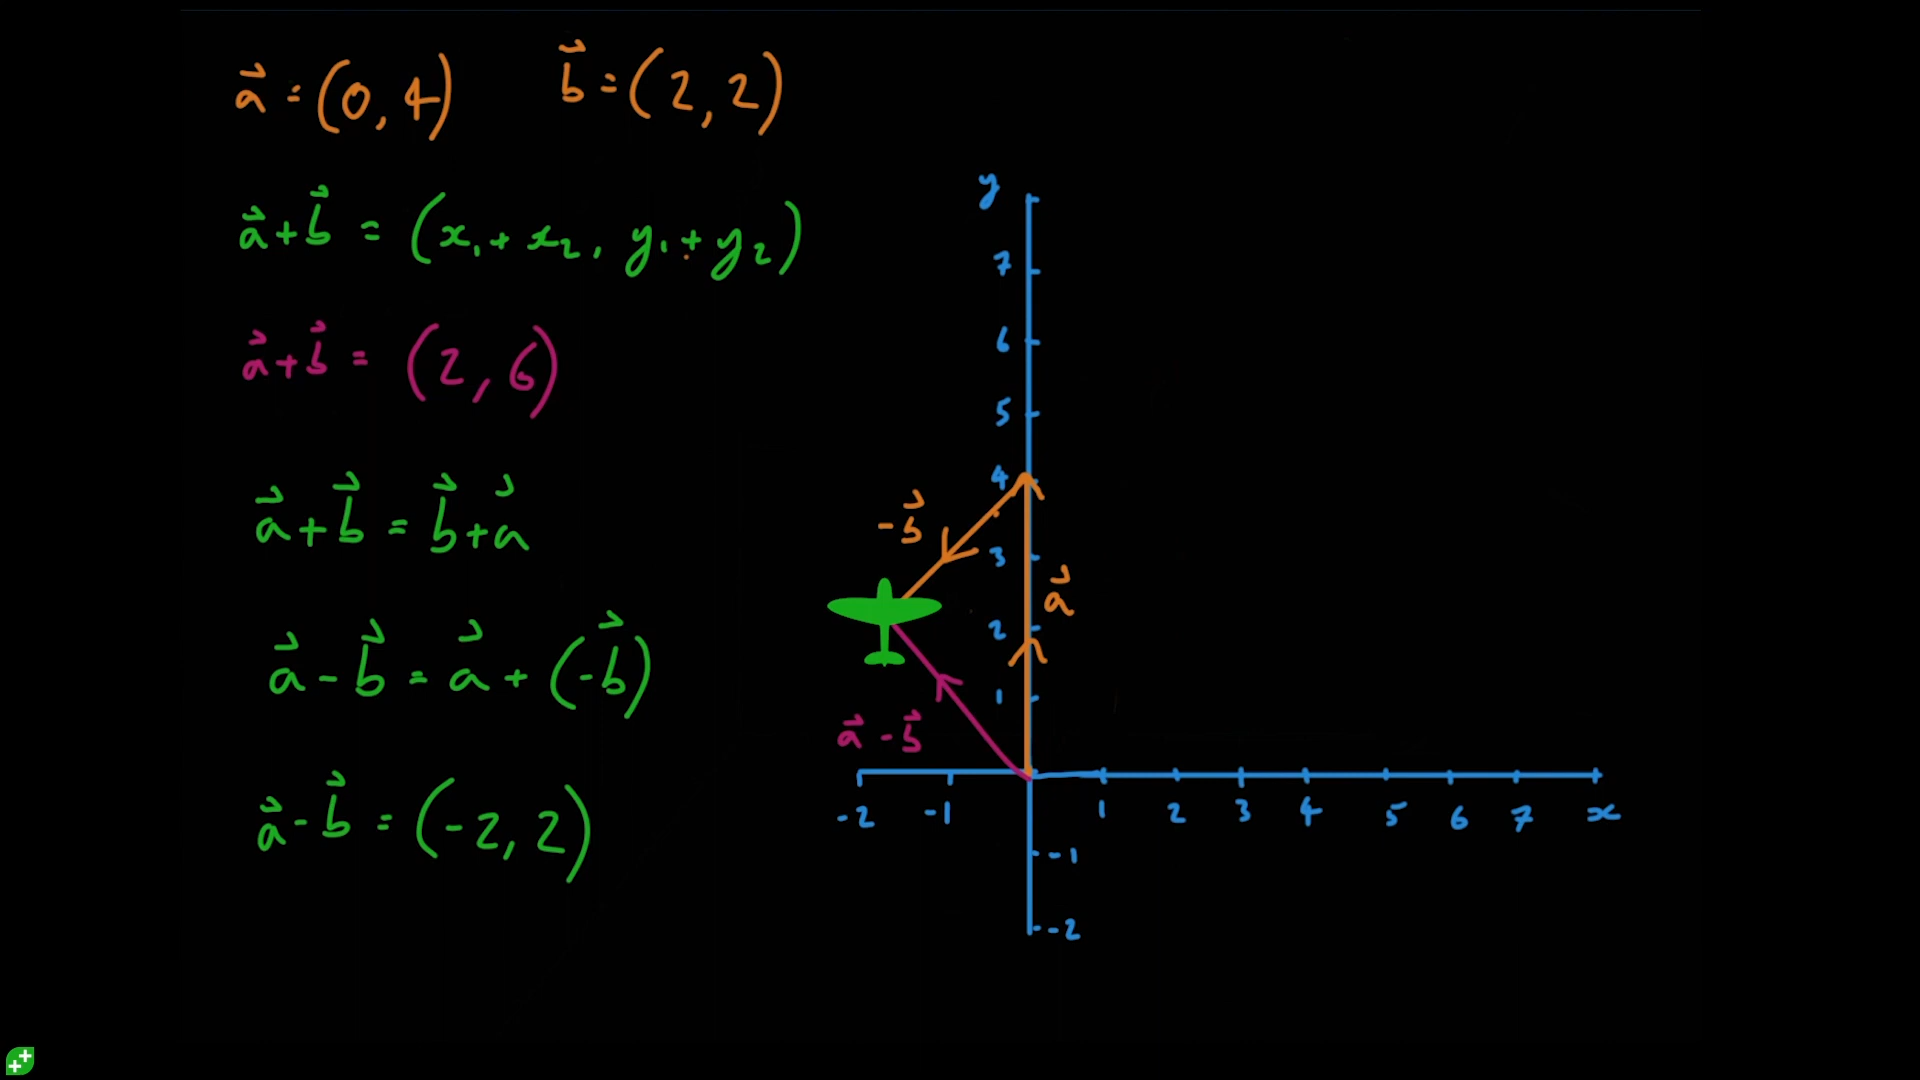 a⃗ = (0, 4)   b⃗ = (2, 2)
a⃗ + b⃗ = (x₁ + x₂, y₁ + y₂)
a⃗ + b⃗ = (2, 6)
a⃗ + b⃗ = b⃗ + a⃗
a⃗ - b⃗ = a⃗ + (-b⃗)
a⃗ - b⃗ = (-2, 2)
y
7
6
5
4
-b⃗
3
a⃗
2
1
a⃗ - b⃗
-2 -1 1 2 3 4 5 6 7 x
-1
-2